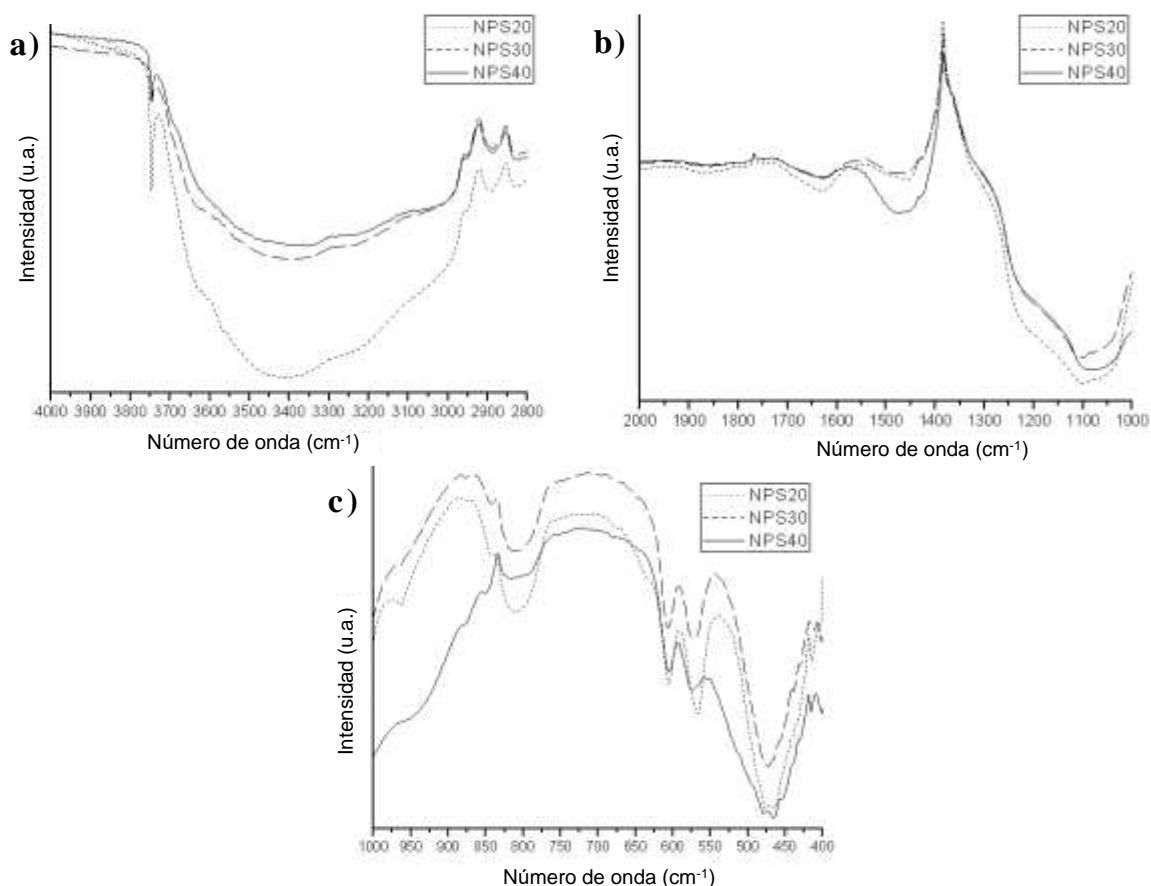 a)
NPS20
NPS30
NPS40
Intensidad (u.a.)
4000 3900 3800 3700 3600 3500 3400 3300 3200 3100 3000 2900 2800
Número de onda (cm-1)
b)
NPS20
NPS30
NPS40
Intensidad (u.a.)
2000 1900 1800 1700 1600 1500 1400 1300 1200 1100 1000
Número de onda (cm-1)
c)
NPS20
NPS30
NPS40
Intensidad (u.a.)
1000 950 900 850 800 750 700 650 600 550 500 450 400
Número de onda (cm-1)